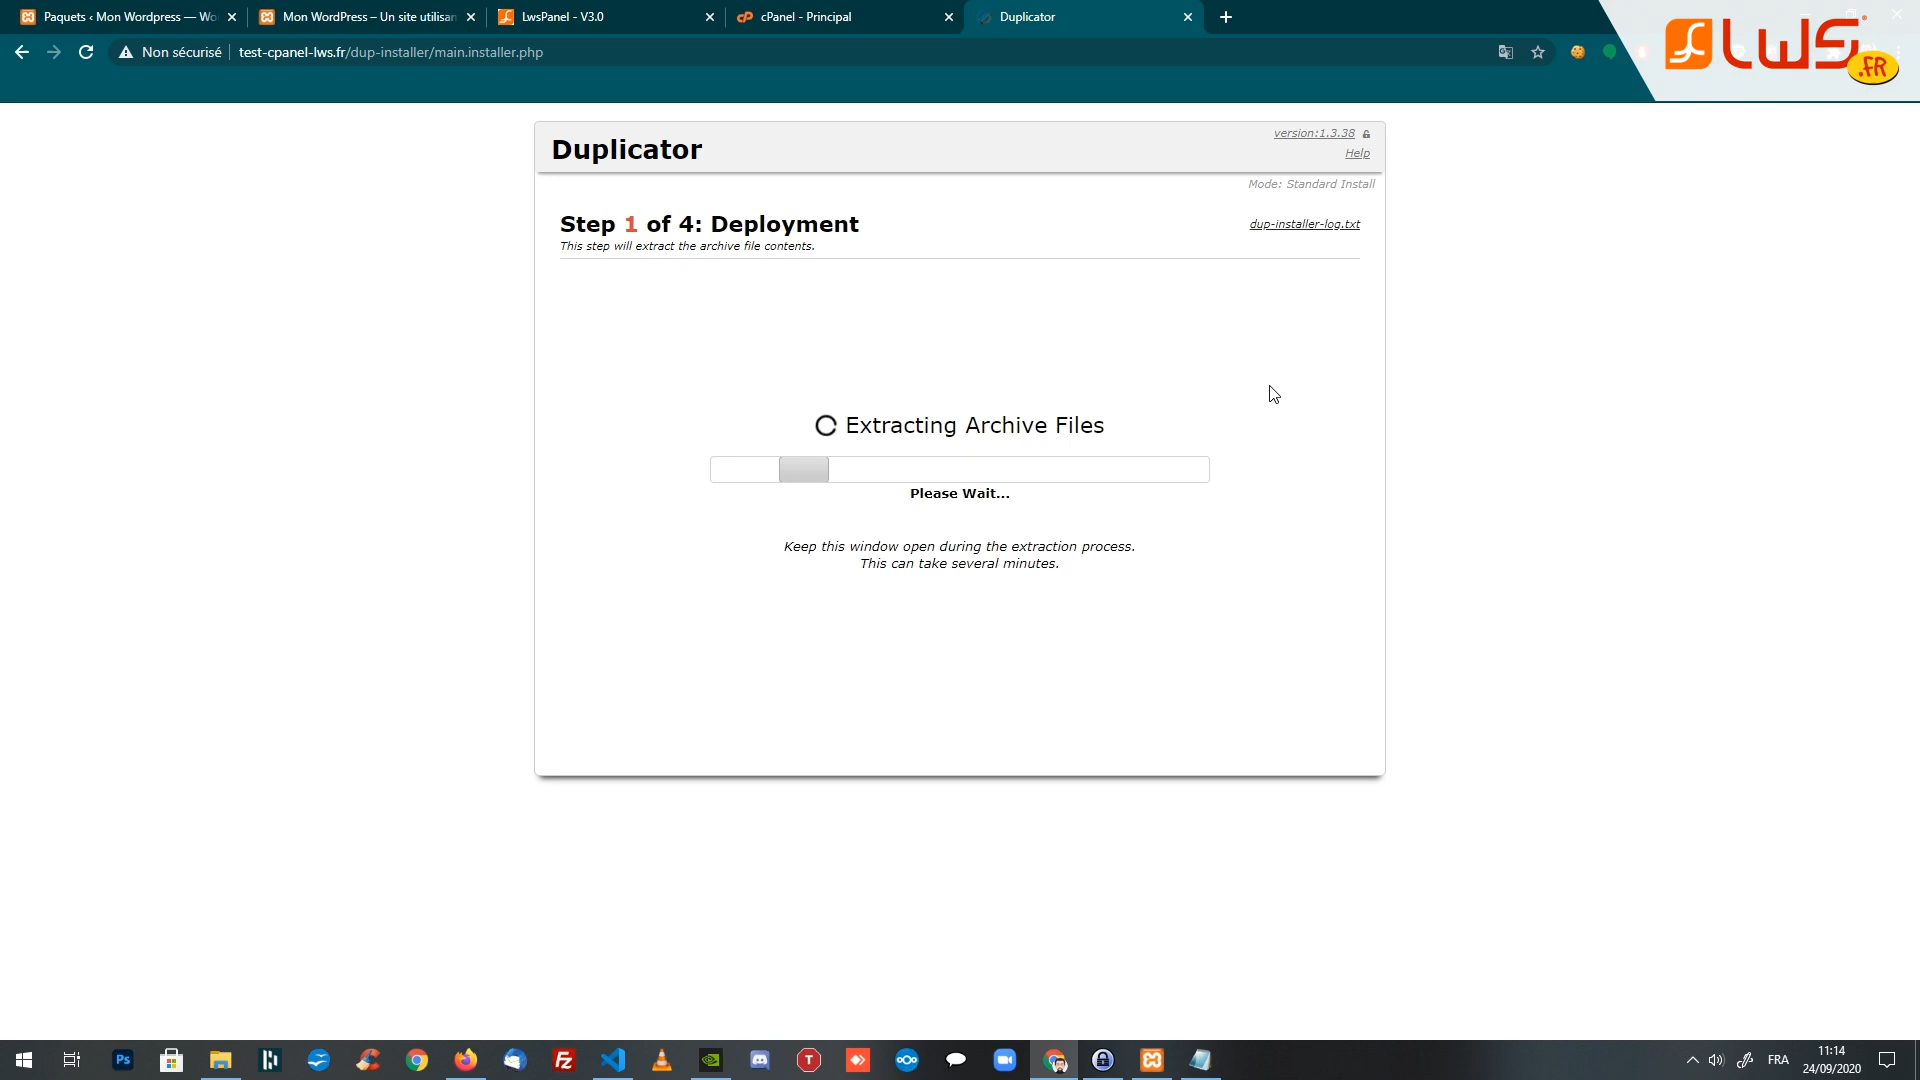 Paquets ‹ Mon Wordpress — Wo
Mon WordPress – Un site utilisan
LwsPanel - V3.0
cPanel - Principal
Duplicator
Non sécurisé
test-cpanel-lws.fr/dup-installer/main.installer.php
LWS
.FR
Duplicator
version:1.3.38
Help
Mode: Standard Install
Step 1 of 4: Deployment
dup-installer-log.txt
This step will extract the archive file contents.
Extracting Archive Files
Please Wait...
Keep this window open during the extraction process.
This can take several minutes.
FRA
11:14
24/09/2020